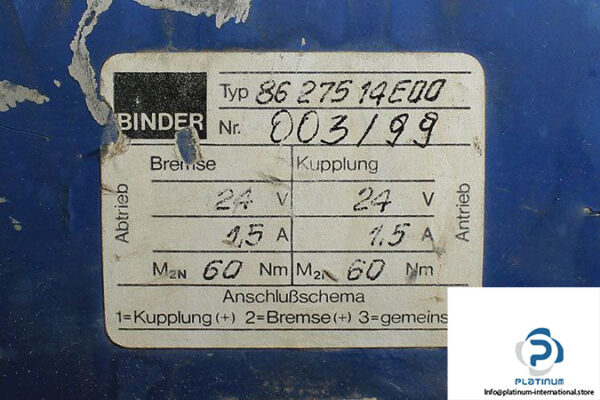 BINDER
Typ 86 275 14E00
Nr. 003/99
Bremse Kupplung
Abtrieb
24 V 24 V
1,5 A 1.5 A
M2N 60 Nm M2N 60 Nm
Antrieb
Anschlußschema
1=Kupplung(+) 2=Bremse(+) 3=gemeins
PLATINUM
Info@platinum-international.store